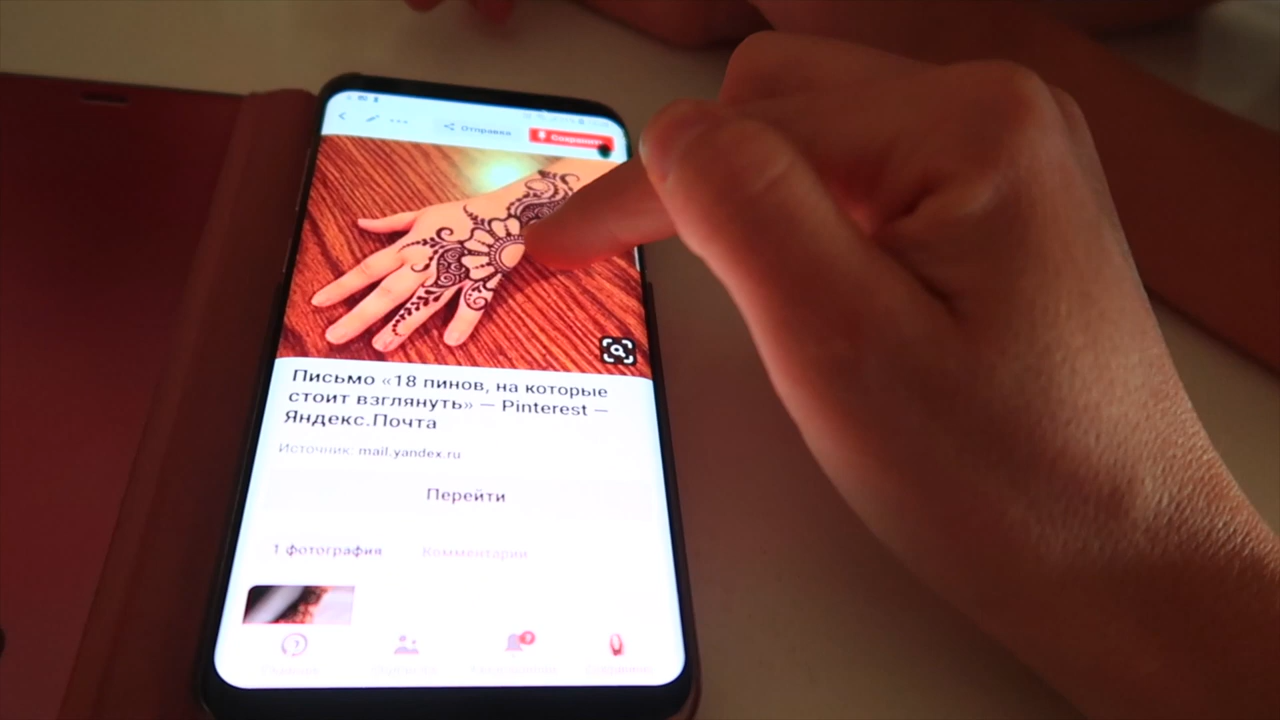 Отправка
Сохранить
Письмо «18 пинов, на которые
стоит взглянуть» — Pinterest —
Яндекс.Почта
Источник: mail.yandex.ru
Перейти
1 фотография Комментарии